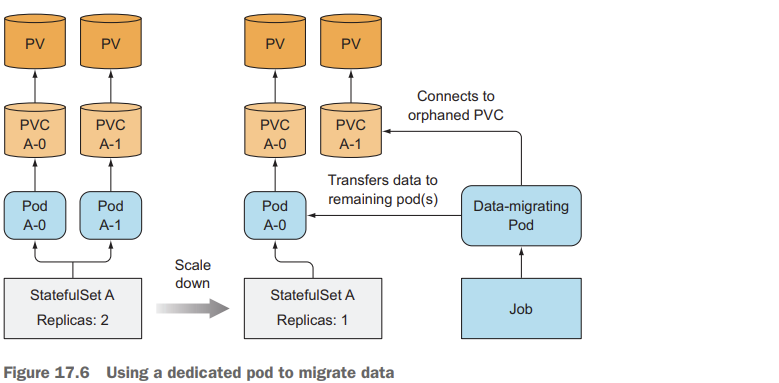 PV
PV
PVC
A-0
PVC
A-1
Pod
A-0
Pod
A-1
StatefulSet A
Replicas: 2
Scale
down
PV
PV
PVC
A-0
PVC
A-1
Connects to
orphaned PVC
Transfers data to
remaining pod(s)
Pod
A-0
Data-migrating
Pod
StatefulSet A
Replicas: 1
Job
Figure 17.6 Using a dedicated pod to migrate data